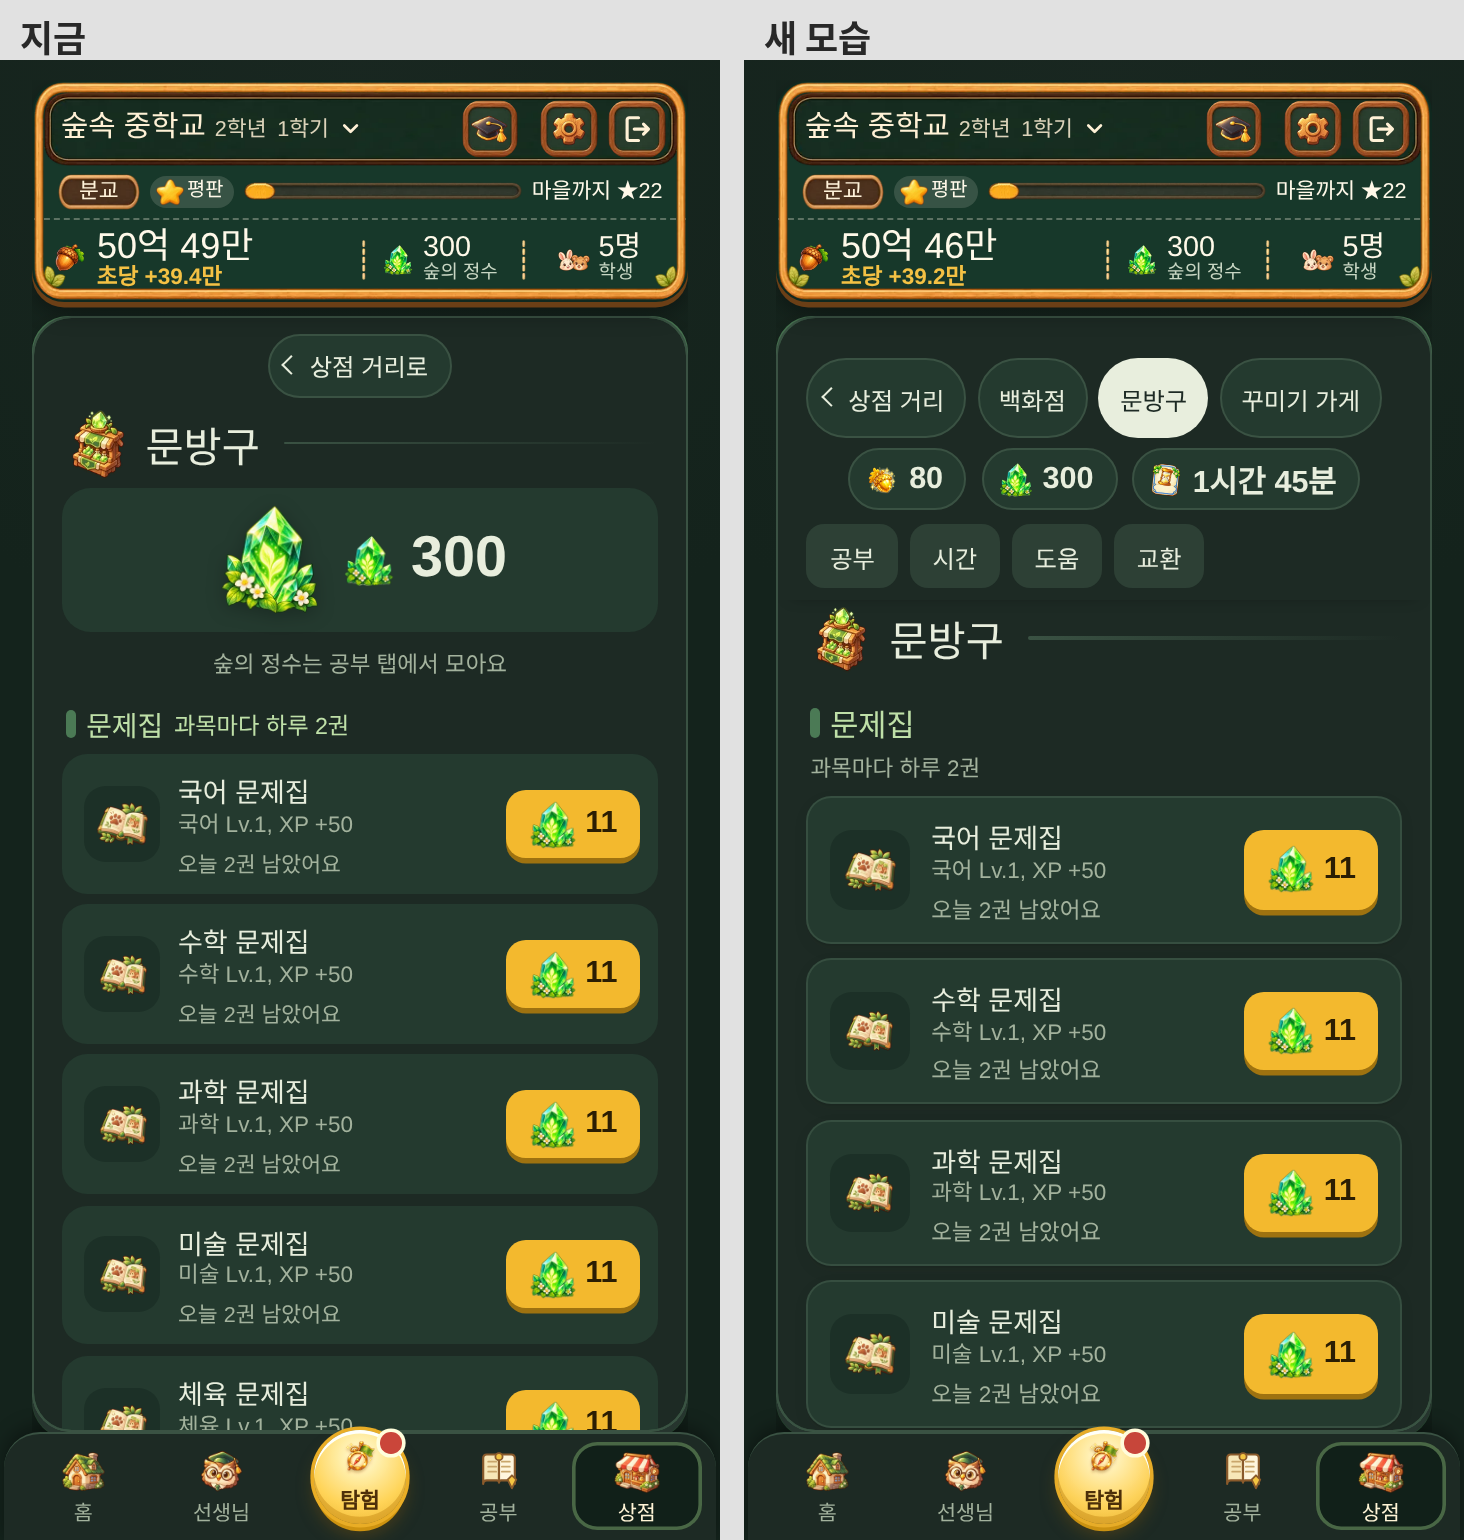 지금
숲속 중학교 2학년 1학기
분교 평판 마을까지 ★22
50억 49만 300 5명
초당 +39.4만 숲의 정수 학생
상점 거리로
문방구
300
숲의 정수는 공부 탭에서 모아요
문제집 과목마다 하루 2권
국어 문제집
국어 Lv.1, XP +50
오늘 2권 남았어요
11
수학 문제집
수학 Lv.1, XP +50
오늘 2권 남았어요
11
과학 문제집
과학 Lv.1, XP +50
오늘 2권 남았어요
11
미술 문제집
미술 Lv.1, XP +50
오늘 2권 남았어요
11
체육 문제집
체육 Lv.1, XP +50
11
홈 선생님 탐험 공부 상점
새 모습
숲속 중학교 2학년 1학기
분교 평판 마을까지 ★22
50억 46만 300 5명
초당 +39.2만 숲의 정수 학생
상점 거리 백화점 문방구 꾸미기 가게
80 300 1시간 45분
공부 시간 도움 교환
문방구
문제집
과목마다 하루 2권
국어 문제집
국어 Lv.1, XP +50
오늘 2권 남았어요
11
수학 문제집
수학 Lv.1, XP +50
오늘 2권 남았어요
11
과학 문제집
과학 Lv.1, XP +50
오늘 2권 남았어요
11
미술 문제집
미술 Lv.1, XP +50
오늘 2권 남았어요
11
홈 선생님 탐험 공부 상점